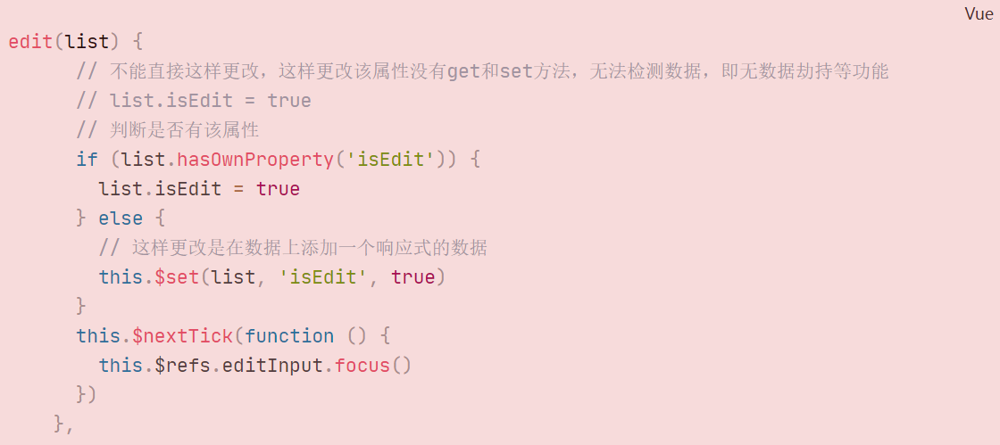 Vue
edit(list) {
// 不能直接这样更改，这样更改该属性没有get和set方法，无法检测数据，即无数据劫持等功能
// list.isEdit = true
// 判断是否有该属性
if (list.hasOwnProperty('isEdit')) {
list.isEdit = true
} else {
// 这样更改是在数据上添加一个响应式的数据
this.$set(list, 'isEdit', true)
}
this.$nextTick(function () {
this.$refs.editInput.focus()
})
},